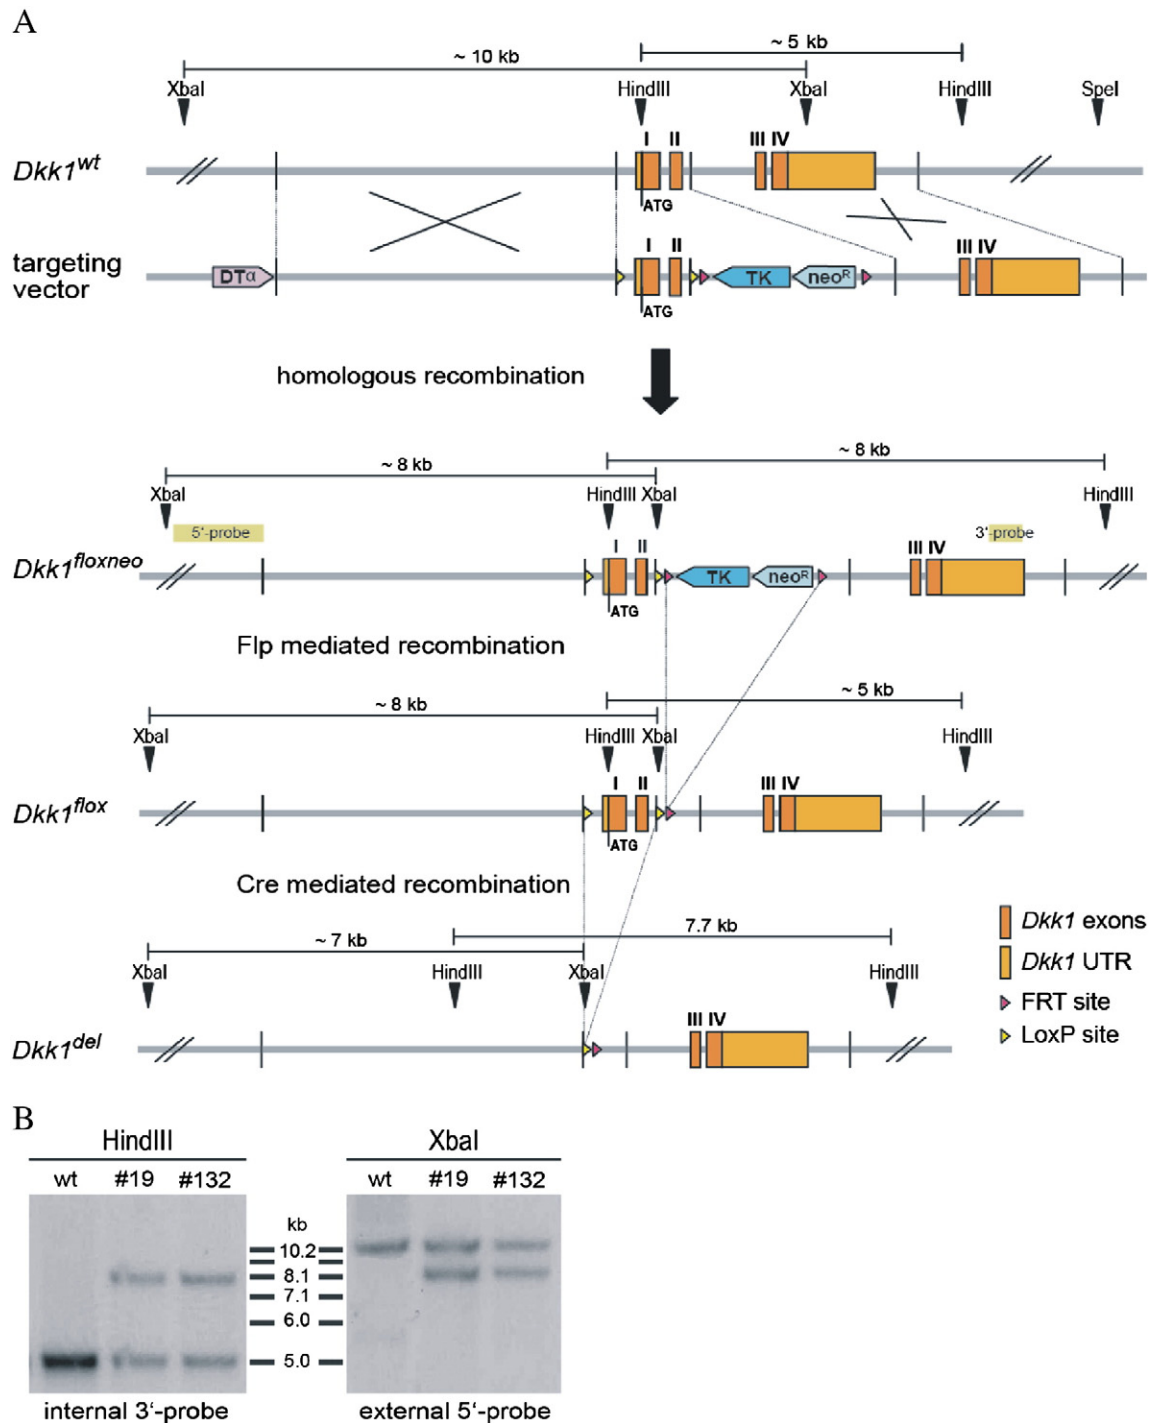 A
~ 10 kb
~ 5 kb
XbaI HindIII XbaI HindIII SpeI
Dkk1wt
I II III IV
ATG
targeting
vector
DTα I II TK neoR III IV
ATG
homologous recombination
~ 8 kb ~ 8 kb
XbaI HindIII XbaI HindIII
5'-probe 3'-probe
Dkk1floxneo
I II TK neoR III IV
ATG
Flp mediated recombination
~ 8 kb ~ 5 kb
XbaI HindIII XbaI HindIII
Dkk1flox
I II III IV
ATG
Cre mediated recombination
~ 7 kb 7.7 kb
XbaI HindIII XbaI HindIII
Dkk1del
III IV
Dkk1 exons
Dkk1 UTR
FRT site
LoxP site
B
HindIII XbaI
wt #19 #132 wt #19 #132
kb
10.2
8.1
7.1
6.0
5.0
internal 3'-probe external 5'-probe